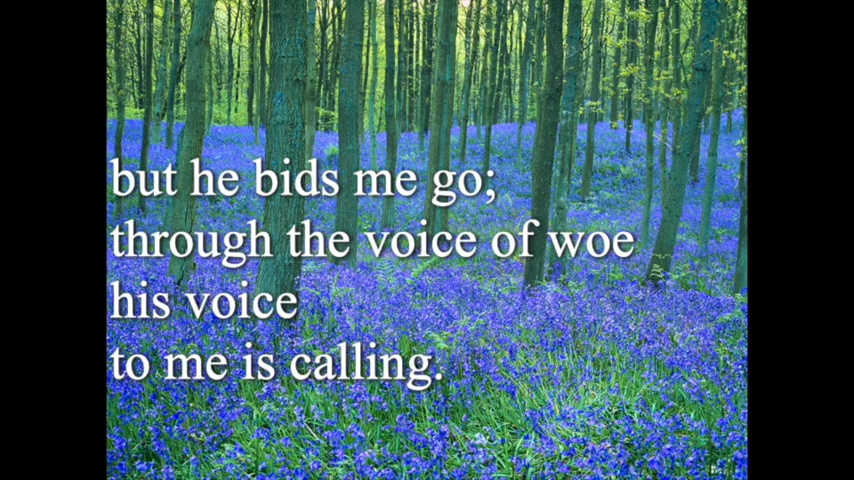 but he bids me go;
through the voice of woe
his voice
to me is calling.